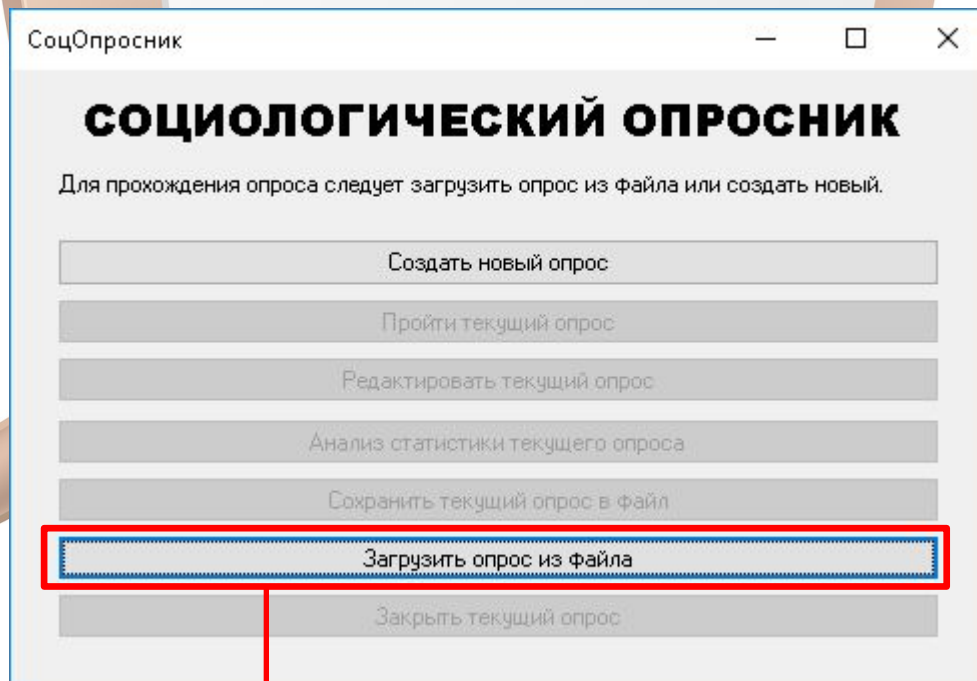 СоцОпросник
СОЦИОЛОГИЧЕСКИЙ ОПРОСНИК
Для прохождения опроса следует загрузить опрос из файла или создать новый.
Создать новый опрос
Пройти текущий опрос
Редактировать текущий опрос
Анализ статистики текущего опроса
Сохранить текущий опрос в файл
Загрузить опрос из файла
Закрыть текущий опрос